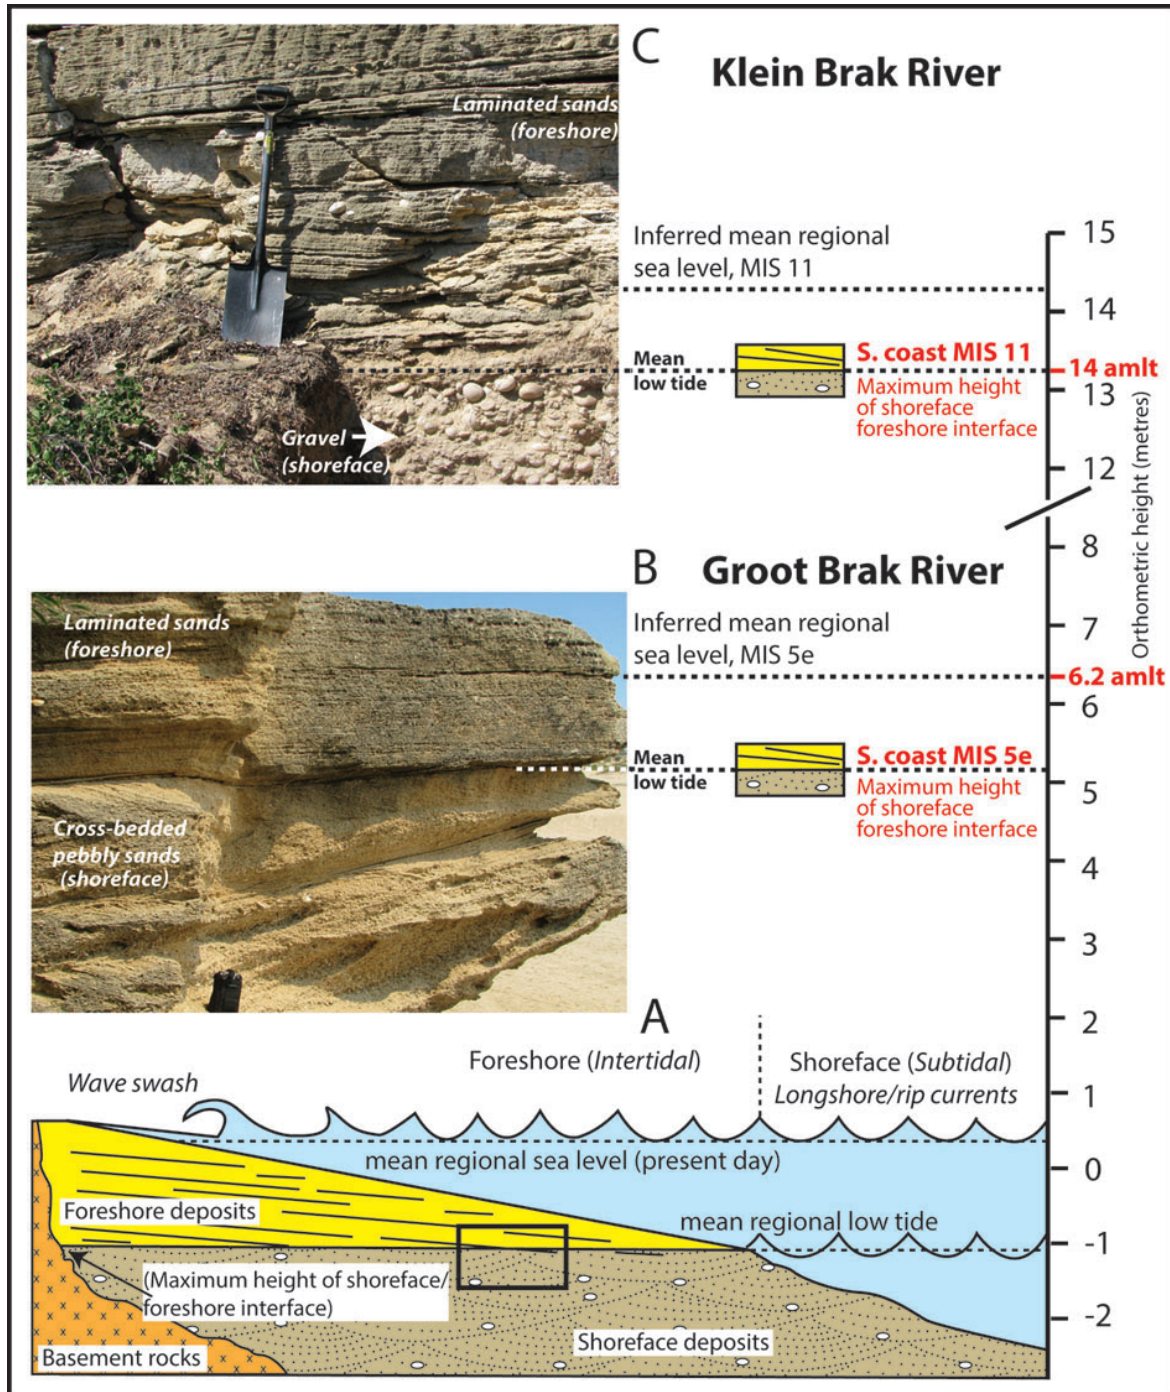 C
Klein Brak River
Laminated sands
(foreshore)
Gravel
(shoreface)
Inferred mean regional
sea level, MIS 11
Mean
low tide
S. coast MIS 11
Maximum height
of shoreface
foreshore interface
15
14
14 amlt
13
12
Orthometric height (metres)
8
7
6.2 amlt
6
5
4
3
2
1
0
-1
-2
B
Groot Brak River
Laminated sands
(foreshore)
Cross-bedded
pebbly sands
(shoreface)
Inferred mean regional
sea level, MIS 5e
Mean
low tide
S. coast MIS 5e
Maximum height
of shoreface
foreshore interface
A
Foreshore (Intertidal)
Shoreface (Subtidal)
Longshore/rip currents
Wave swash
mean regional sea level (present day)
mean regional low tide
Foreshore deposits
(Maximum height of shoreface/
foreshore interface)
Shoreface deposits
Basement rocks